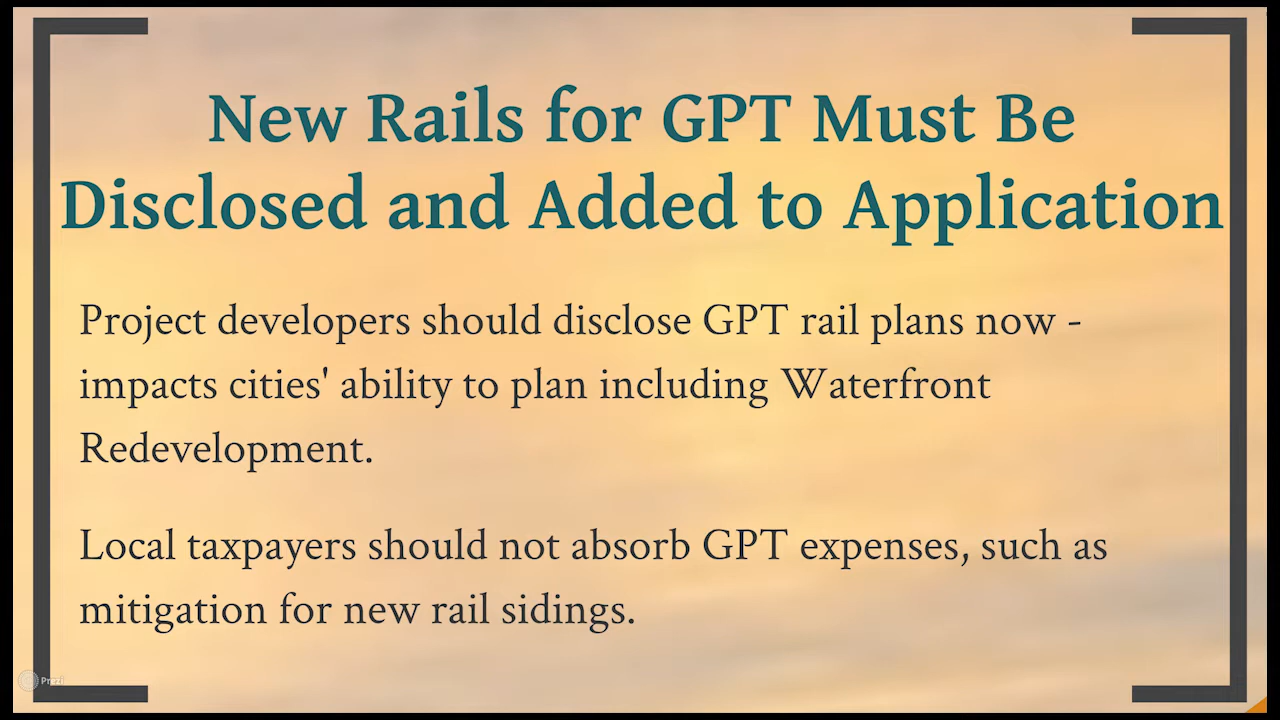 New Rails for GPT Must Be
Disclosed and Added to Application
Project developers should disclose GPT rail plans now -
impacts cities' ability to plan including Waterfront
Redevelopment.
Local taxpayers should not absorb GPT expenses, such as
mitigation for new rail sidings.
Prezi